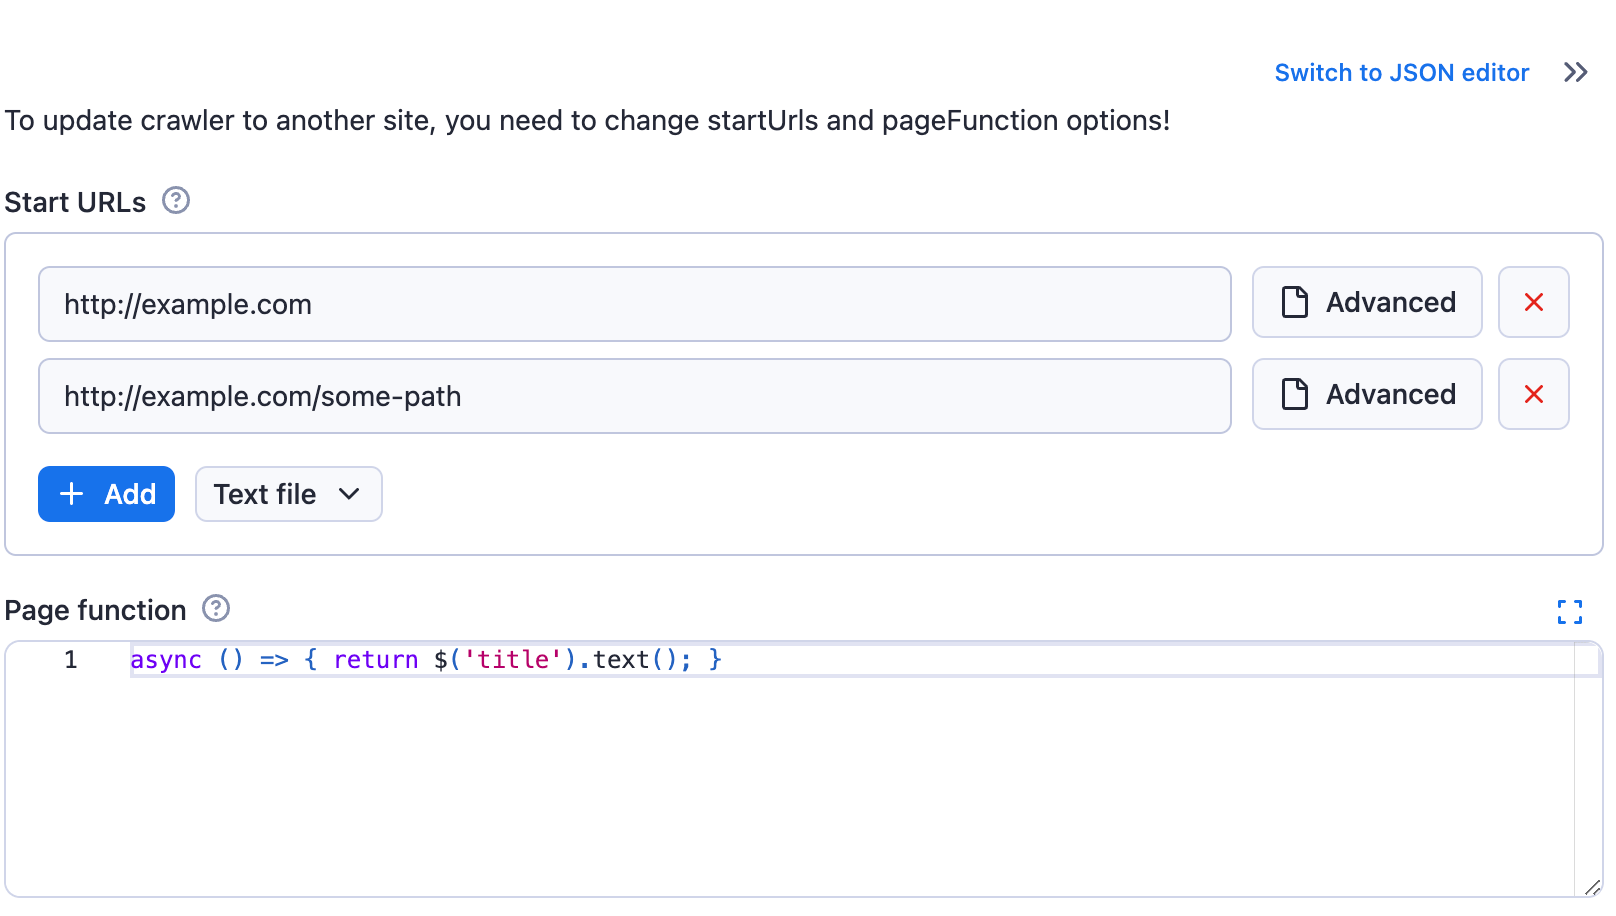 Switch to JSON editor
To update crawler to another site, you need to change startUrls and pageFunction options!
Start URLs
http://example.com Advanced
http://example.com/some-path Advanced
Add Text file
Page function
1 async () => { return $('title').text(); }